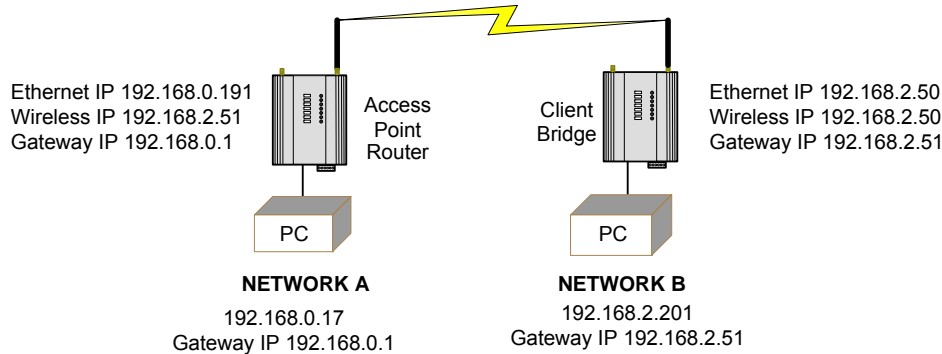 Ethernet IP 192.168.0.191
Wireless IP 192.168.2.51
Gateway IP 192.168.0.1
Access
Point
Router
Client
Bridge
Ethernet IP 192.168.2.50
Wireless IP 192.168.2.50
Gateway IP 192.168.2.51
PC
PC
NETWORK A
192.168.0.17
Gateway IP 192.168.0.1
NETWORK B
192.168.2.201
Gateway IP 192.168.2.51